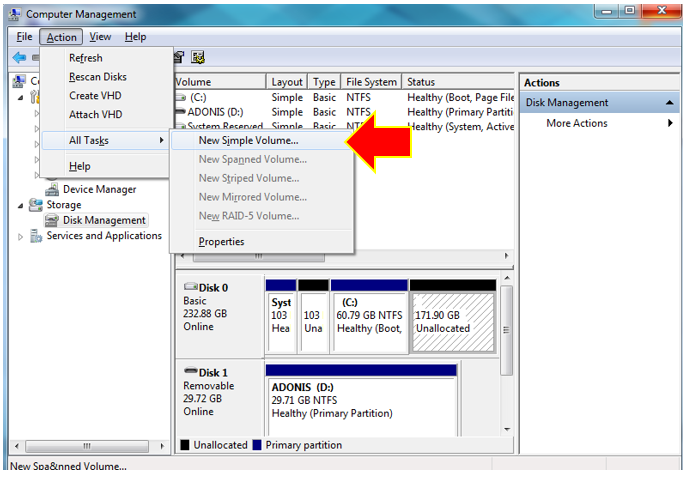 Computer Management
File Action View Help
Refresh
Rescan Disks
Create VHD
Attach VHD
All Tasks
Help
New Simple Volume...
New Spanned Volume...
New Striped Volume...
New Mirrored Volume...
New RAID-5 Volume...
Properties
Device Manager
Storage
Disk Management
Services and Applications
Volume Layout Type File System Status
(C:) Simple Basic NTFS Healthy (Boot, Page File
ADONIS (D:) Simple Basic NTFS Healthy (Primary Partiti
System Reserved Simple Basic NTFS Healthy (System, Active
Actions
Disk Management
More Actions
Disk 0
Basic
232.88 GB
Online
Syst
103
Hea
103
Una
(C:)
60.79 GB NTFS
Healthy (Boot,
171.90 GB
Unallocated
Disk 1
Removable
29.72 GB
Online
ADONIS (D:)
29.71 GB NTFS
Healthy (Primary Partition)
Unallocated Primary partition
New Spa&nned Volume...